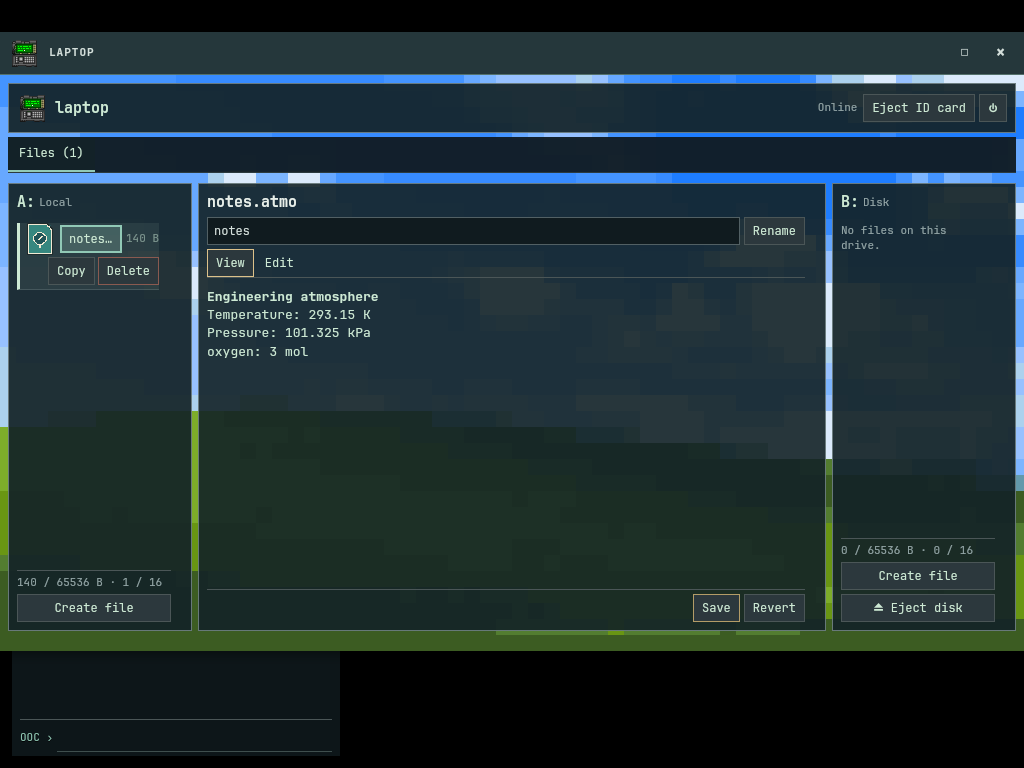 LAPTOP
laptop
Online
Eject ID card
Files (1)
A: Local
notes…
140 B
Copy
Delete
140 / 65536 B · 1 / 16
Create file
notes.atmo
notes
Rename
View
Edit
Engineering atmosphere
Temperature: 293.15 K
Pressure: 101.325 kPa
oxygen: 3 mol
Save
Revert
B: Disk
No files on this
drive.
0 / 65536 B · 0 / 16
Create file
Eject disk
OOC ›